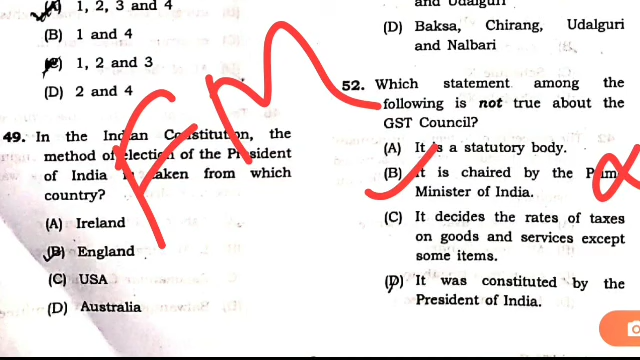 (A) 1, 2, 3 and 4
(B) 1 and 4
(C) 1, 2 and 3
(D) 2 and 4
49. In the Indian Constitution, the
method of election of the President
of India is taken from which
country?
(A) Ireland
(B) England
(C) USA
(D) Australia
and Udalguri
(D) Baksa, Chirang, Udalguri
and Nalbari
52. Which statement among the
following is not true about the
GST Council?
(A) It is a statutory body.
(B) It is chaired by the Prime
Minister of India.
(C) It decides the rates of taxes
on goods and services except
some items.
(D) It was constituted by the
President of India.
FM